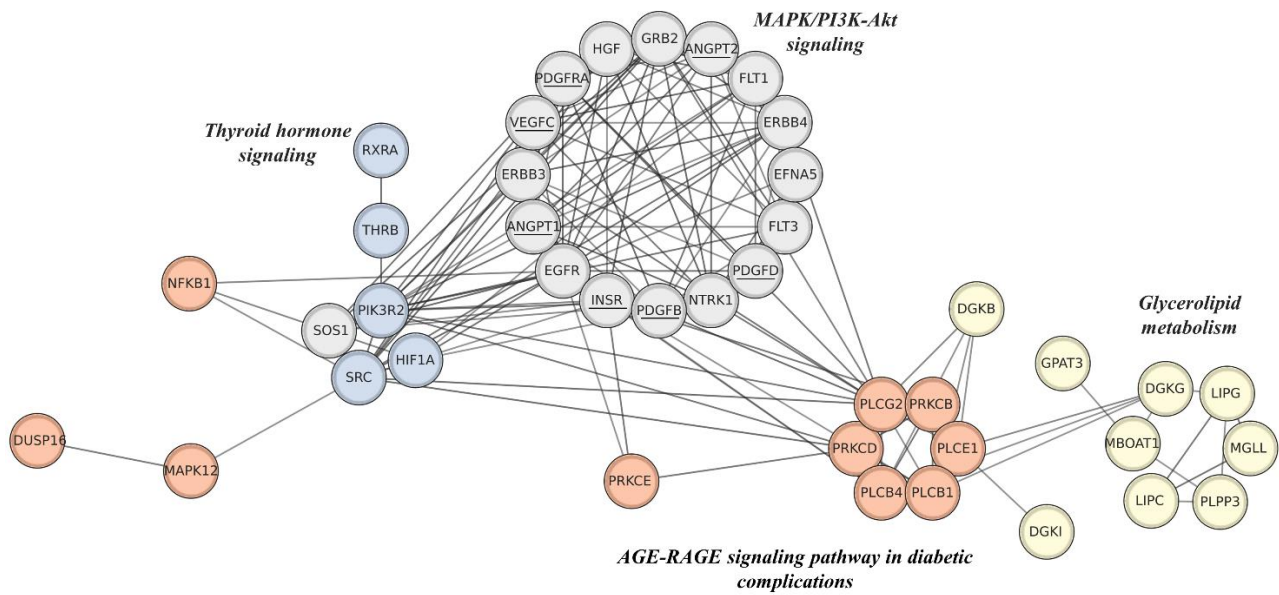 MAPK/PI3K-Akt
signaling
GRB2
HGF
ANGPT2
PDGFRA
FLT1
VEGFC
ERBB4
Thyroid hormone
signaling
RXRA
ERBB3
EFNA5
THRB
ANGPT1
FLT3
EGFR
PDGFD
NFKB1
INSR
NTRK1
PDGFB
PIK3R2
SOS1
DGKB
Glycerolipid
metabolism
HIF1A
SRC
GPAT3
DGKG
LIPG
PLCG2
PRKCB
DUSP16
MBOAT1
MGLL
PRKCD
PLCE1
MAPK12
PRKCE
PLCB4
PLCB1
LIPC
PLPP3
DGKI
AGE-RAGE signaling pathway in diabetic
complications